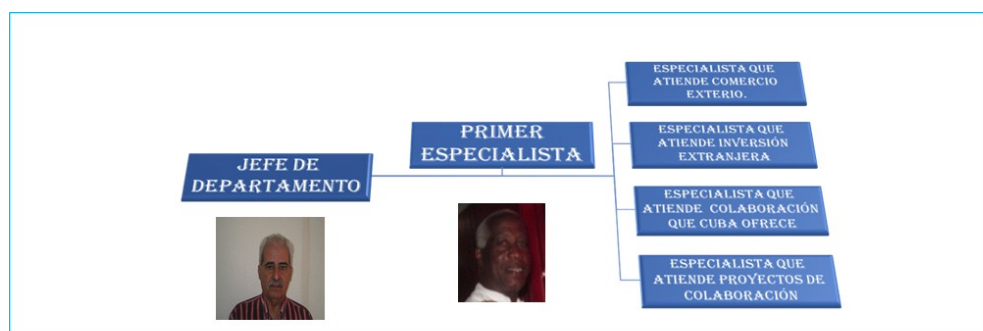 JEFE DE
DEPARTAMENTO
PRIMER
ESPECIALISTA
ESPECIALISTA QUE
ATIENDE COMERCIO
EXTERIO.
ESPECIALISTA QUE
ATIENDE INVERSIÓN
EXTRANJERA
ESPECIALISTA QUE
ATIENDE COLABORACIÓN
QUE CUBA OFRECE
ESPECIALISTA QUE
ATIENDE PROYECTOS DE
COLABORACIÓN